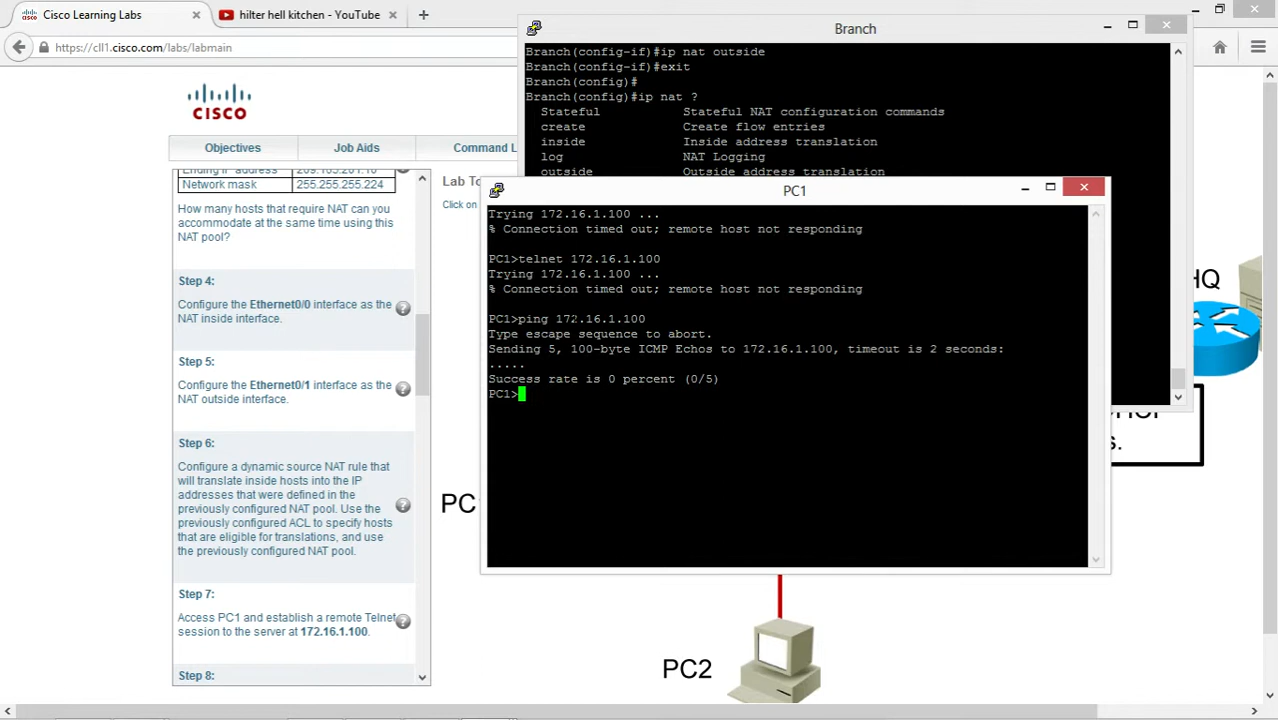 Cisco Learning Labs
hilter hell kitchen - YouTube
https://cll1.cisco.com/labs/labmain
CISCO
Objectives
Job Aids
Command L
Ending IP address
Network mask
255.255.255.224
How many hosts that require NAT can you
accommodate at the same time using this
NAT pool?
Step 4:
Configure the Ethernet0/0 interface as the
NAT inside interface.
Step 5:
Configure the Ethernet0/1 interface as the
NAT outside interface.
Step 6:
Configure a dynamic source NAT rule that
will translate inside hosts into the IP
addresses that were defined in the
previously configured NAT pool. Use the
previously configured ACL to specify hosts
that are eligible for translations, and use
the previously configured NAT pool.
Step 7:
Access PC1 and establish a remote Telnet
session to the server at 172.16.1.100.
Step 8:
Lab To
Click on
Branch
Branch(config-if)#ip nat outside
Branch(config-if)#exit
Branch(config)#
Branch(config)#ip nat ?
Stateful Stateful NAT configuration commands
create Create flow entries
inside Inside address translation
log NAT Logging
outside Outside address translation
PC1
Trying 172.16.1.100 ...
% Connection timed out; remote host not responding
PC1>telnet 172.16.1.100
Trying 172.16.1.100 ...
% Connection timed out; remote host not responding
PC1>ping 172.16.1.100
Type escape sequence to abort.
Sending 5, 100-byte ICMP Echos to 172.16.1.100, timeout is 2 seconds:
.....
Success rate is 0 percent (0/5)
PC1>
HQ
s.
PC
PC2